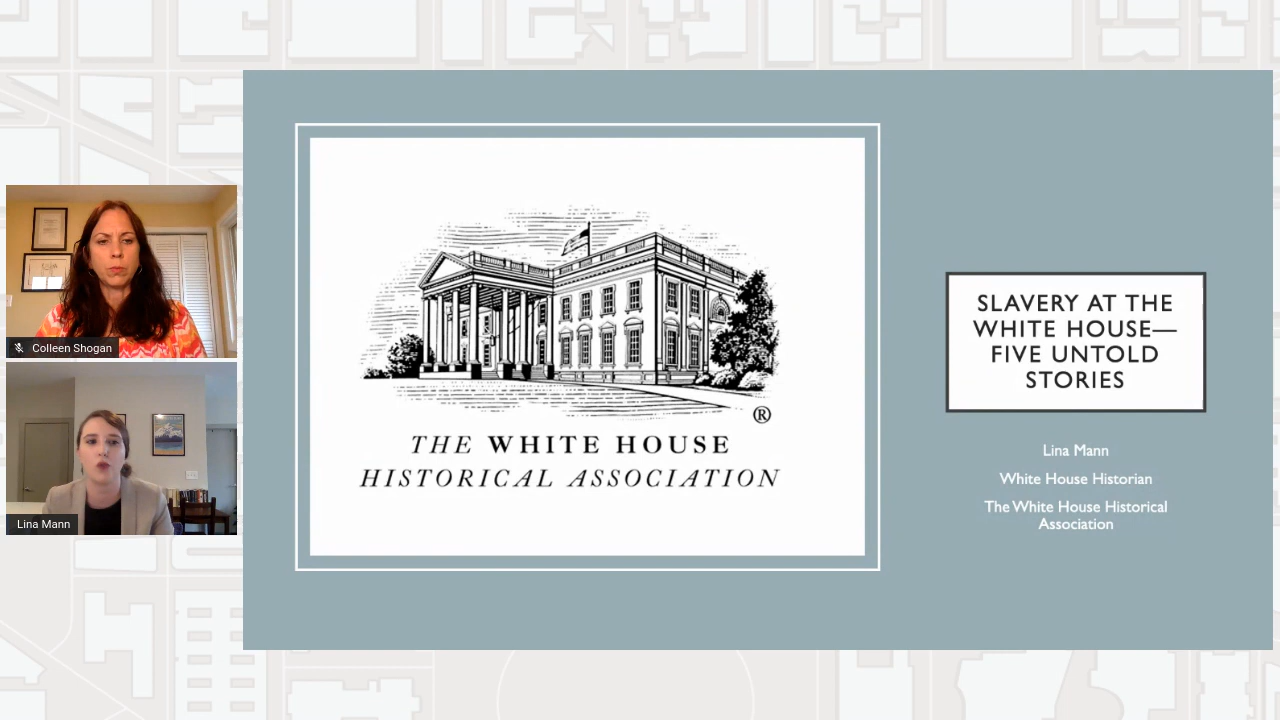 Colleen Shogan
Lina Mann
THE WHITE HOUSE
HISTORICAL ASSOCIATION
®
SLAVERY AT THE
WHITE HOUSE—
FIVE UNTOLD
STORIES
Lina Mann
White House Historian
The White House Historical
Association